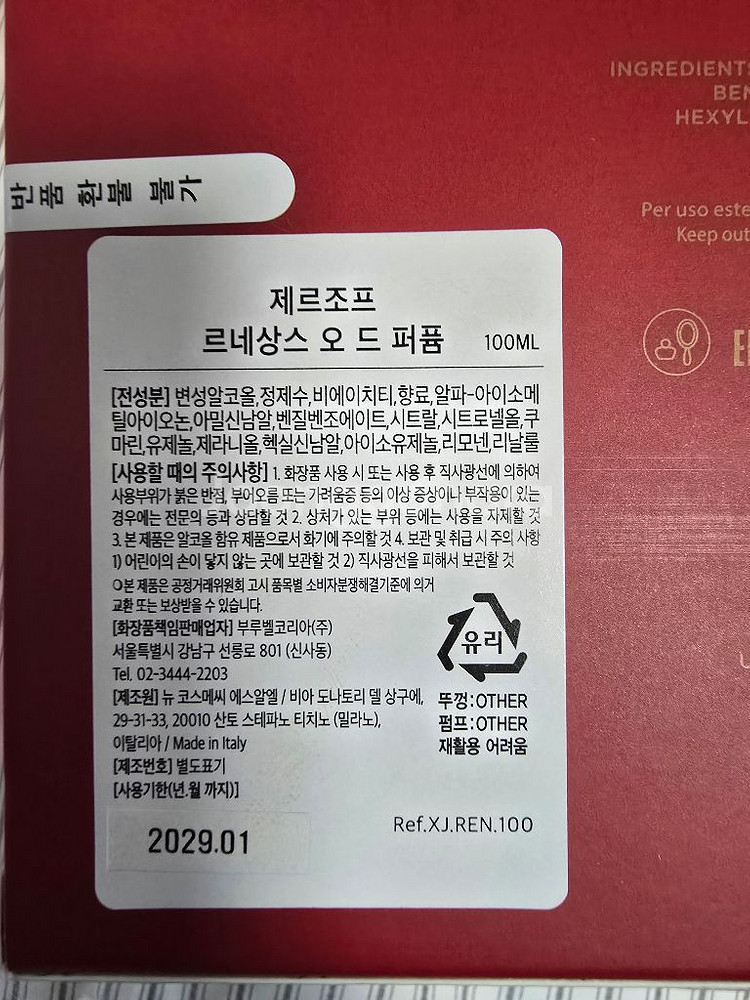 INGREDIENTS
BEN
HEXYL
반품 환불 불가
Per uso este
Keep out
제르조프
르네상스 오 드 퍼퓸 100ML
[전성분] 변성알코올,정제수,비에이치티,향료,알파-아이소메
틸아이오논,아밀신남알,벤질벤조에이트,시트랄,시트로넬올,쿠
마린,유제놀,제라니올,헥실신남알,아이소유제놀,리모넨,리날룰
[사용할 때의 주의사항] 1. 화장품 사용 시 또는 사용 후 직사광선에 의하여
사용부위가 붉은 반점, 부어오름 또는 가려움증 등의 이상 증상이나 부작용이 있는
경우에는 전문의 등과 상담할 것 2. 상처가 있는 부위 등에는 사용을 자제할 것
3. 본 제품은 알코올 함유 제품으로서 화기에 주의할 것 4. 보관 및 취급 시 주의 사항
1) 어린이의 손이 닿지 않는 곳에 보관할 것 2) 직사광선을 피해서 보관할 것
○본 제품은 공정거래위원회 고시 품목별 소비자분쟁해결기준에 의거
교환 또는 보상받을 수 있습니다.
[화장품책임판매업자] 부루벨코리아(주)
서울특별시 강남구 선릉로 801 (신사동)
Tel. 02-3444-2203
[제조원] 뉴 코스메씨 에스알엘 / 비아 도나토리 델 상구에,
29-31-33, 20010 산토 스테파노 티치노 (밀라노),
이탈리아 / Made in Italy
[제조번호] 별도표기
[사용기한(년.월 까지)]
2029.01
유리
뚜껑:OTHER
펌프:OTHER
재활용 어려움
Ref.XJ.REN.100